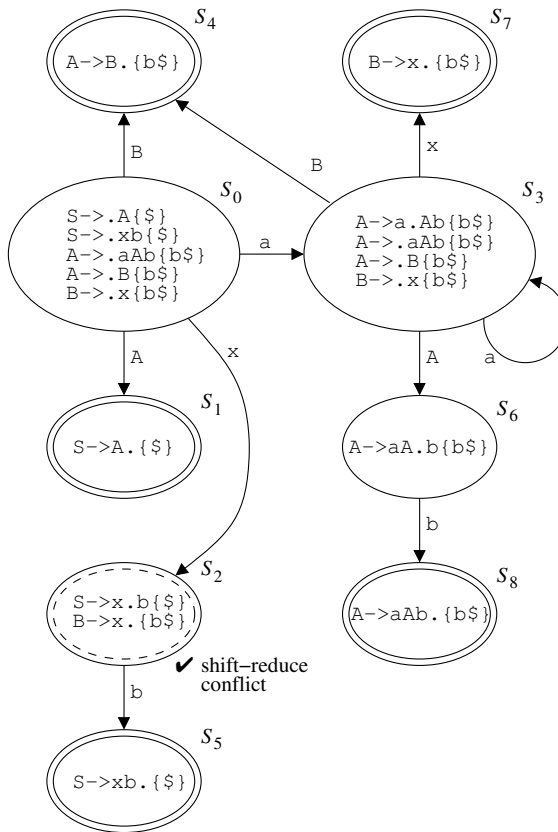 S4
S7
A->B.{b$}
B->x.{b$}
B
B
x
S0
S3
S->.A{$}
S->.xb{$}
A->.aAb{b$}
A->.B{b$}
B->.x{b$}
a
A->a.Ab{b$}
A->.aAb{b$}
A->.B{b$}
B->.x{b$}
A
x
A
a
S1
S6
S->A.{$}
A->aA.b{b$}
b
S2
S8
S->x.b{$}
B->x.{b$}
A->aAb.{b$}
✔ shift–reduce
conflict
b
S5
S->xb.{$}